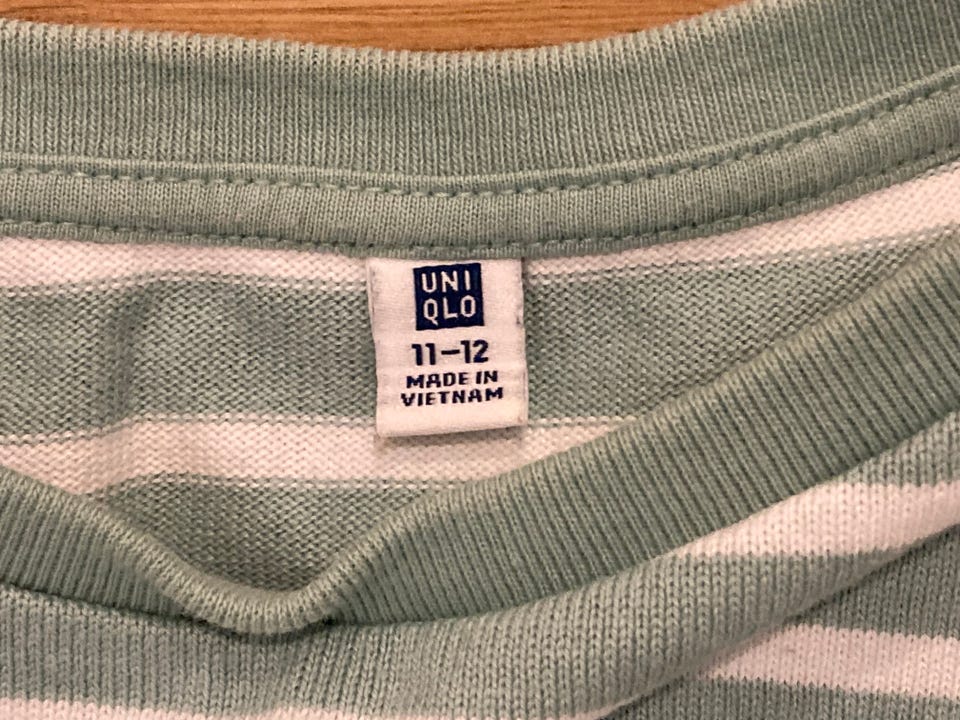 UNI
QLO
11-12
MADE IN
VIETNAM